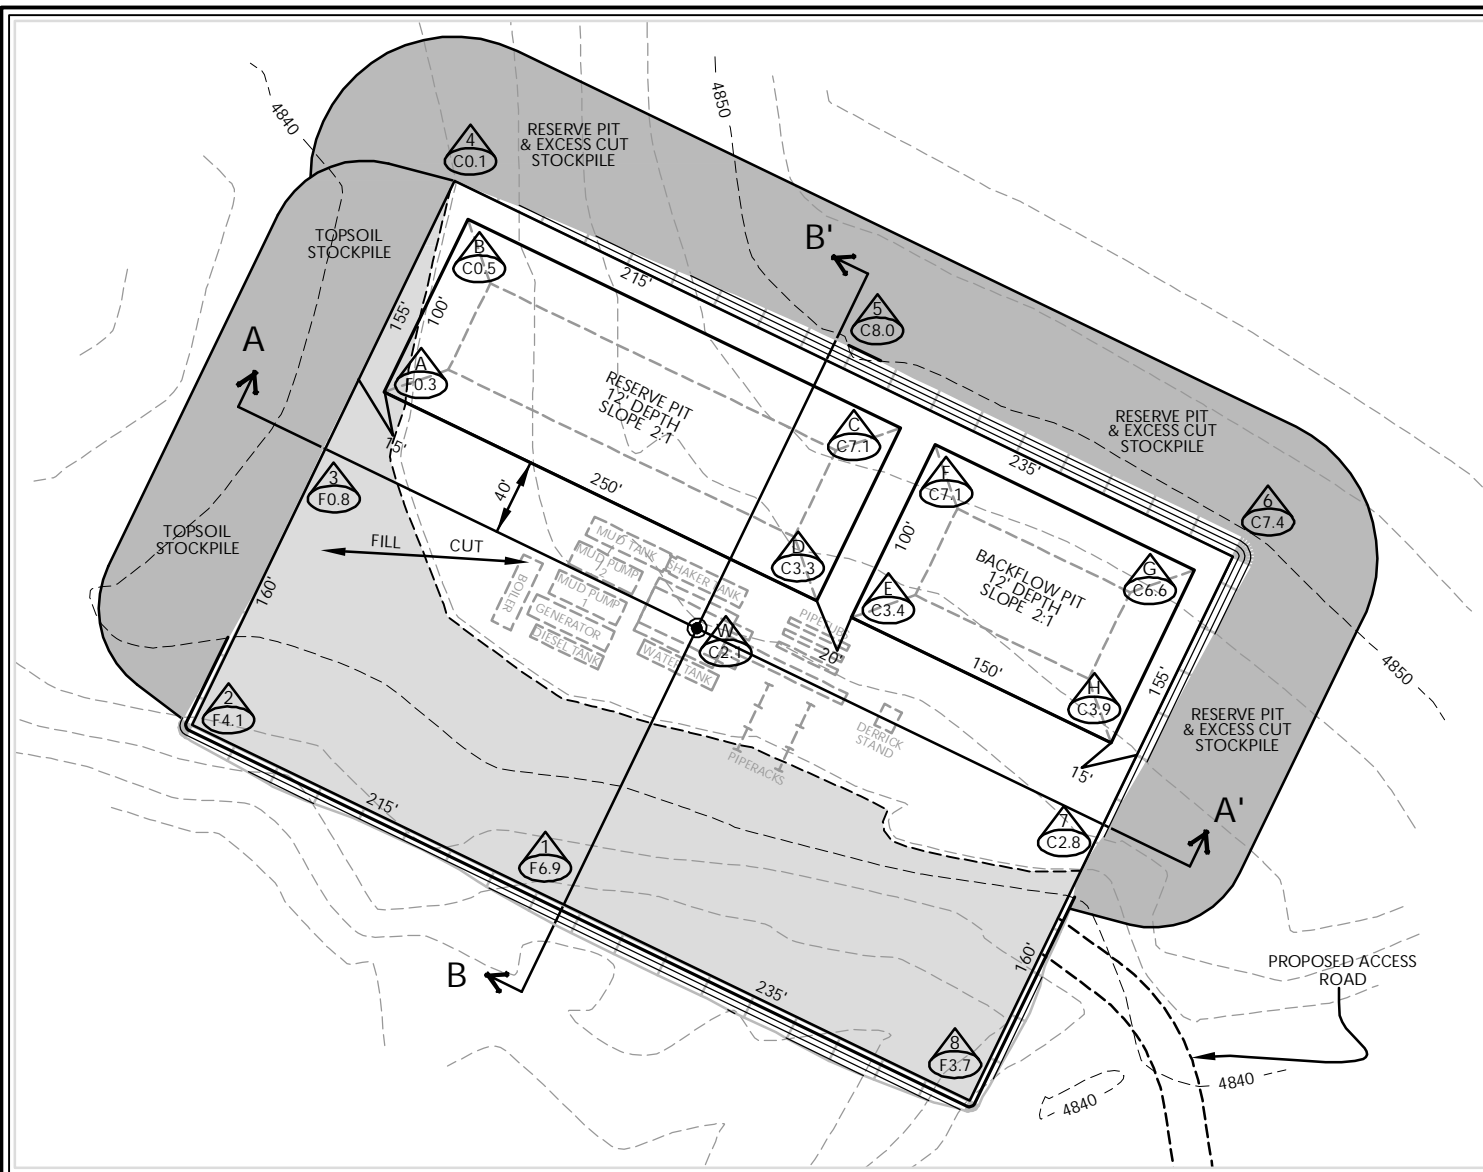 4840
4850
4
C0.1
RESERVE PIT
& EXCESS CUT
STOCKPILE
TOPSOIL
STOCKPILE
B'
B
C0.5
215'
5
C8.0
155'
100'
A
A
F0.3
RESERVE PIT
12' DEPTH
SLOPE 2:1
C
C7.1
RESERVE PIT
& EXCESS CUT
STOCKPILE
15'
235'
F
C7.1
3
F0.8
40'
250'
6
C7.4
TOPSOIL
STOCKPILE
FILL
CUT
MUD TANK
MUD PUMP
2
SHAKER TANK
D
C3.3
100'
BACKFLOW PIT
12' DEPTH
SLOPE 2:1
G
C6.6
160'
BOILER
MUD PUMP
1
GENERATOR
DIESEL TANK
E
C3.4
PIPETUBS
W
C2.1
WATER TANK
20'
150'
155'
4850
2
F4.1
H
C3.9
DERRICK
STAND
RESERVE PIT
& EXCESS CUT
STOCKPILE
PIPERACKS
15'
215'
7
C2.8
A'
1
F6.9
B
235'
160'
PROPOSED ACCESS
ROAD
8
F3.7
4840
4840